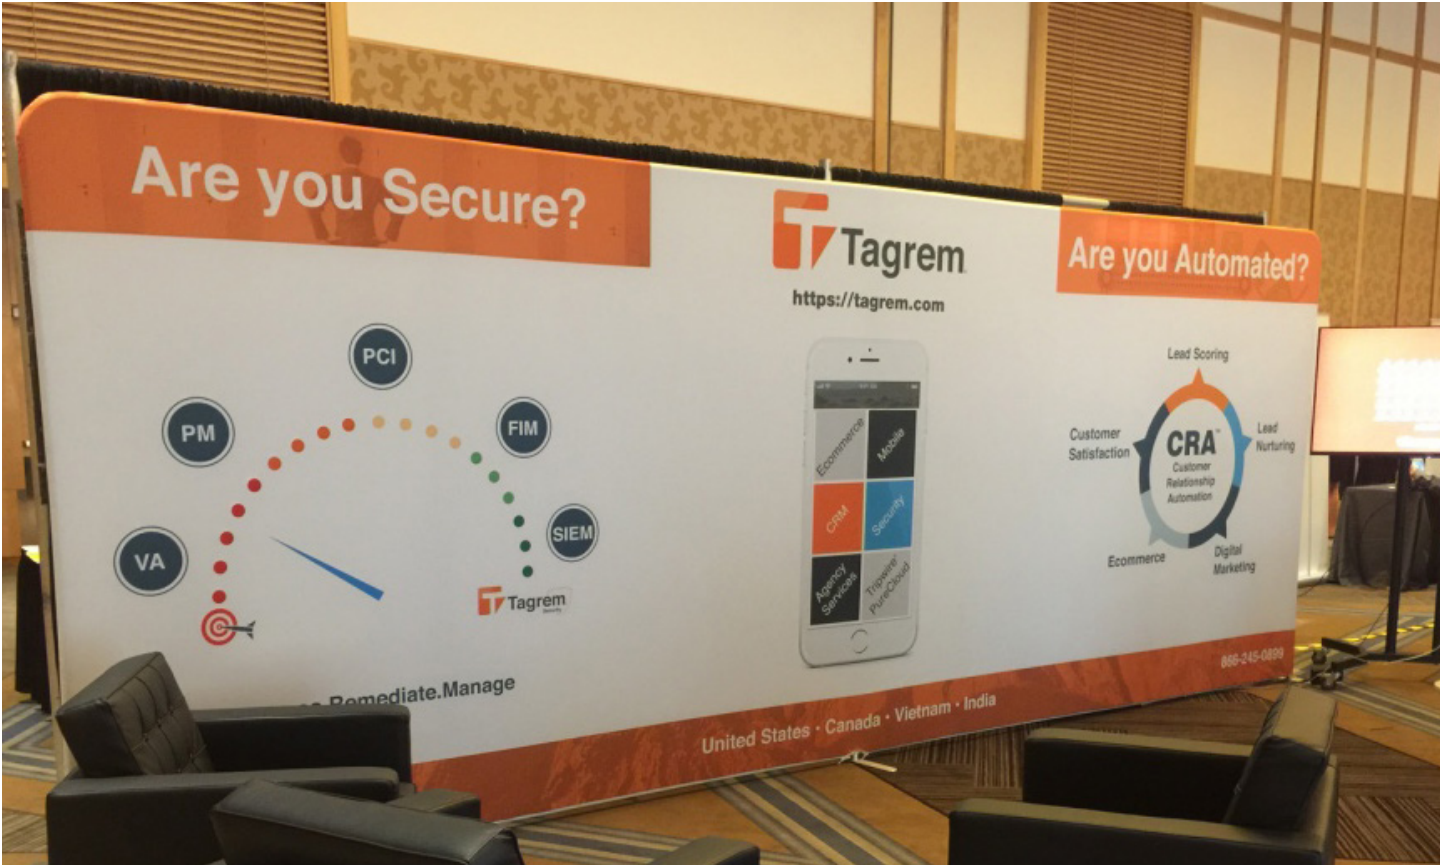 Are you Secure?
PCI
PM
FIM
VA
SIEM
Tagrem
Security
Remediate.Manage
Tagrem
https://tagrem.com
Ecommerce
Mobile
CRM
Security
Agency
Services
Tripwire
PureCloud
United States · Canada · Vietnam · India
Are you Automated?
Lead Scoring
Customer
Satisfaction
Lead
Nurturing
CRA™
Customer
Relationship
Automation
Ecommerce
Digital
Marketing
866-245-0899